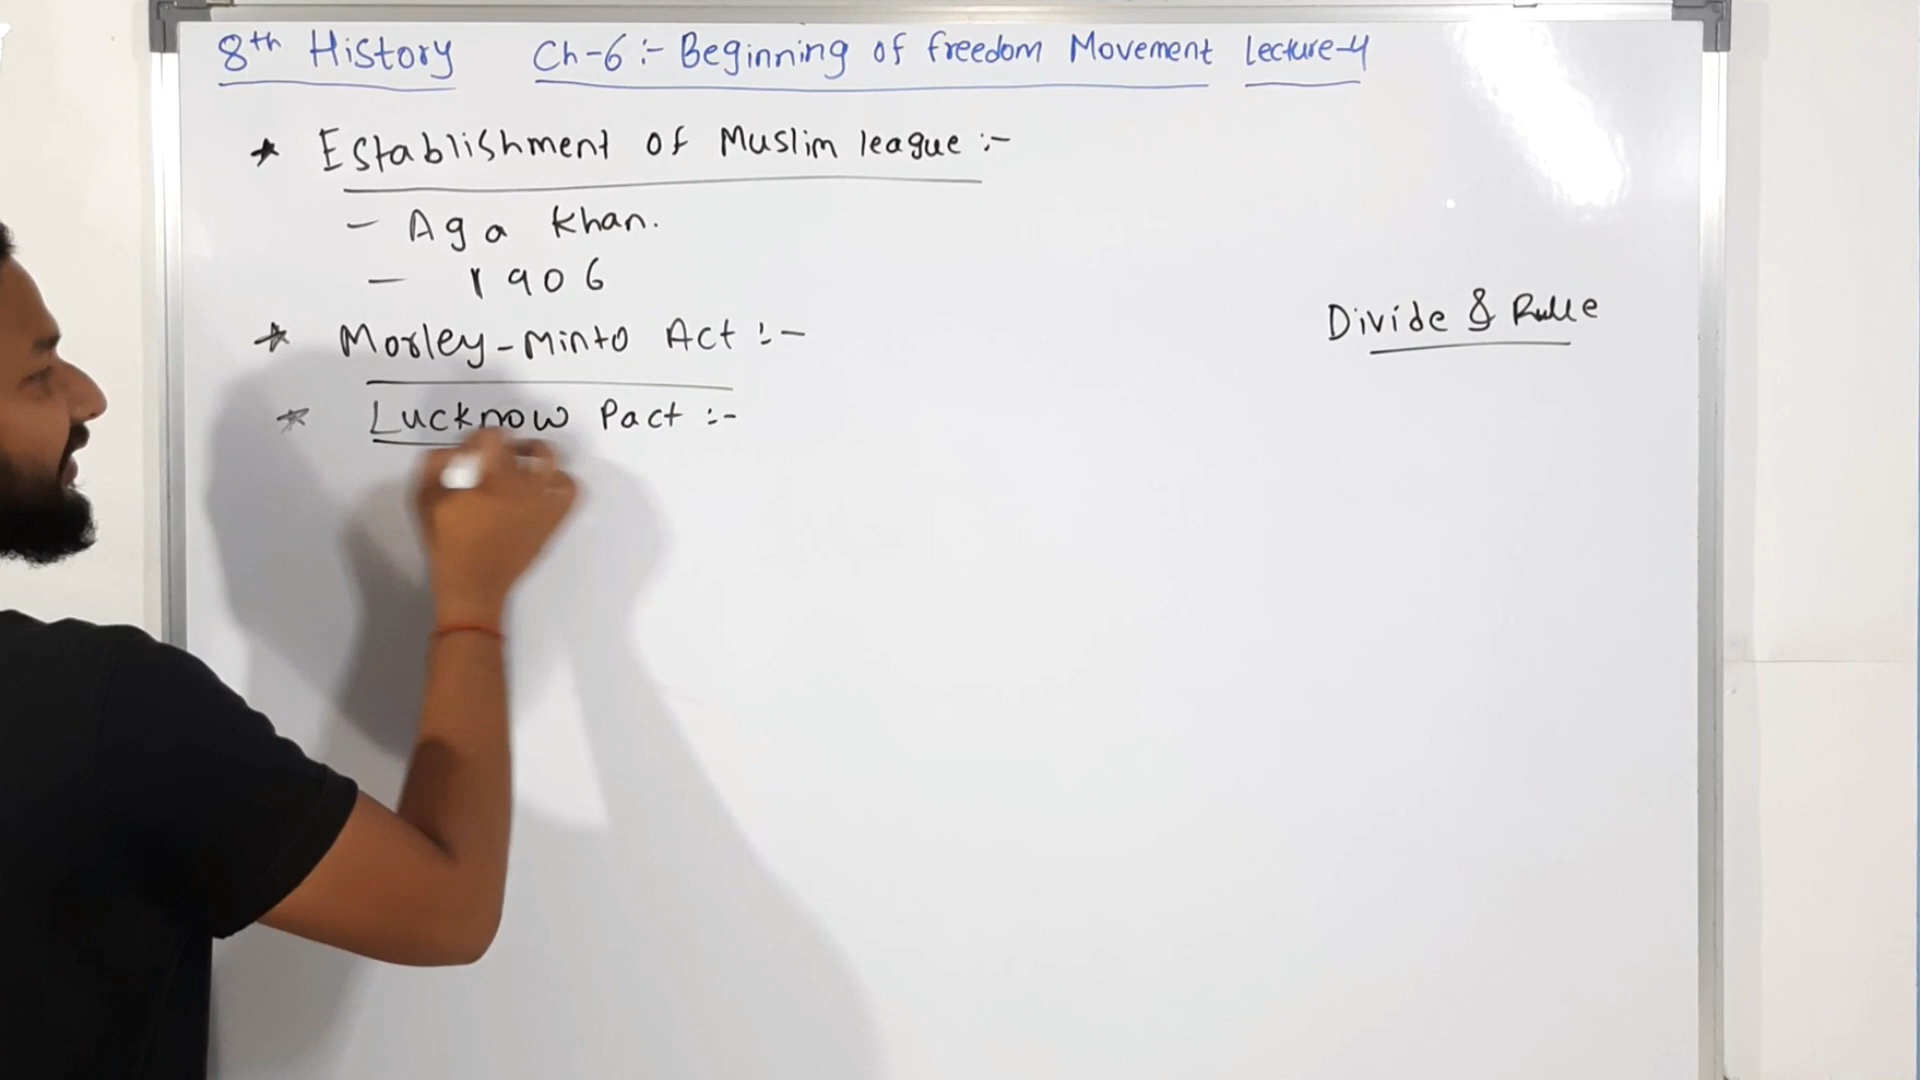 8th History Ch-6:- Beginning of freedom Movement Lecture-4
* Establishment of Muslim league :-
- Aga Khan.
- 1906
Divide & Rule
* Morley-Minto Act :-
* Lucknow Pact :-